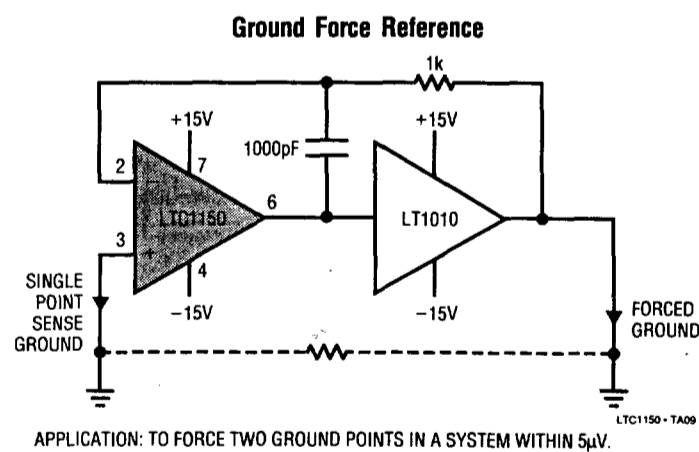 Ground Force Reference
1k
+15V
+15V
1000pF
2
7
−
LTC1150
6
LT1010
3
+
4
−15V
−15V
SINGLE
POINT
SENSE
GROUND
FORCED
GROUND
LTC1150 • TA09
APPLICATION: TO FORCE TWO GROUND POINTS IN A SYSTEM WITHIN 5µV.